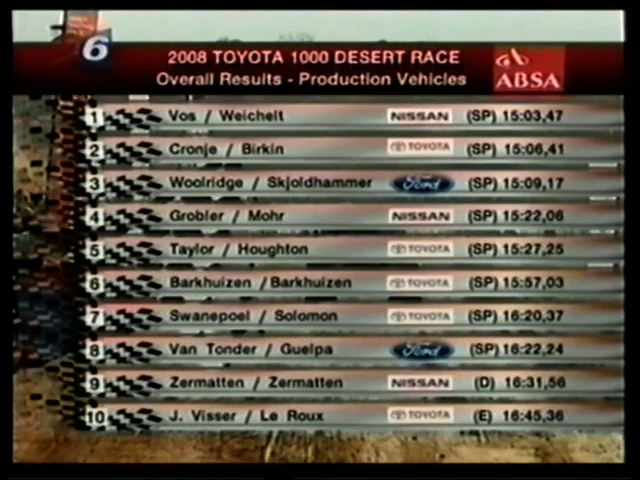 6
2008 TOYOTA 1000 DESERT RACE
Overall Results - Production Vehicles
ABSA
1 Vos / Weichelt NISSAN (SP) 15:03,47
2 Cronje / Birkin TOYOTA (SP) 15:06,41
3 Woolridge / Skjoldhammer Ford (SP) 15:09,17
4 Grobler / Mohr NISSAN (SP) 15:22,06
5 Taylor / Houghton TOYOTA (SP) 15:27,25
6 Barkhuizen / Barkhuizen TOYOTA (SP) 15:57,03
7 Swanepoel / Solomon TOYOTA (SP) 16:20,37
8 Van Tonder / Guelpa Ford (SP) 16:22,24
9 Zermatten / Zermatten NISSAN (D) 16:31,56
10 J. Visser / Le Roux TOYOTA (E) 16:45,36